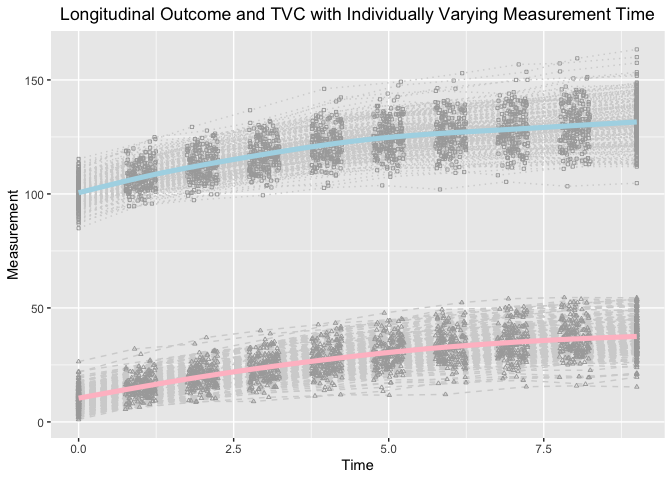 Longitudinal Outcome and TVC with Individually Varying Measurement Time
150
100
50
0
Measurement
0.0
2.5
5.0
7.5
Time